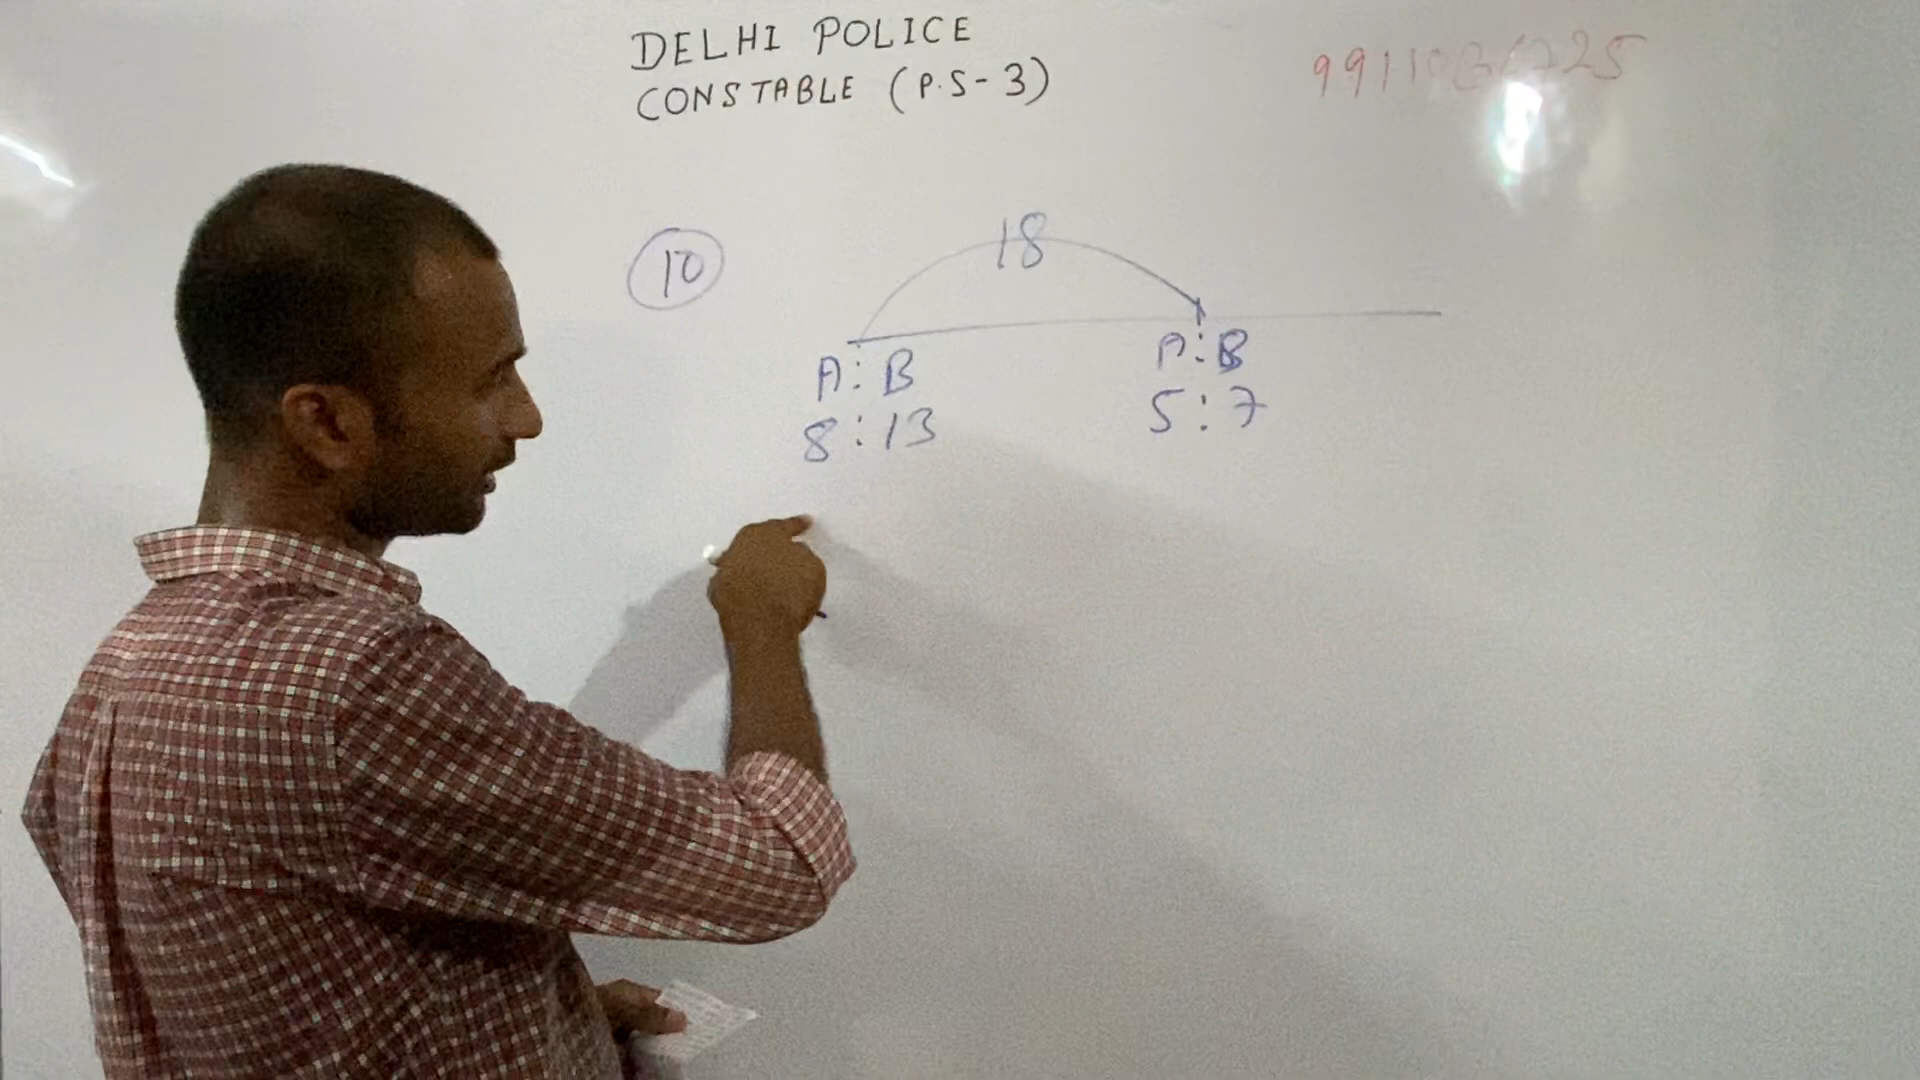 DELHI POLICE
CONSTABLE (P.S-3)
10
18
A:B
8:13
A:B
5:7